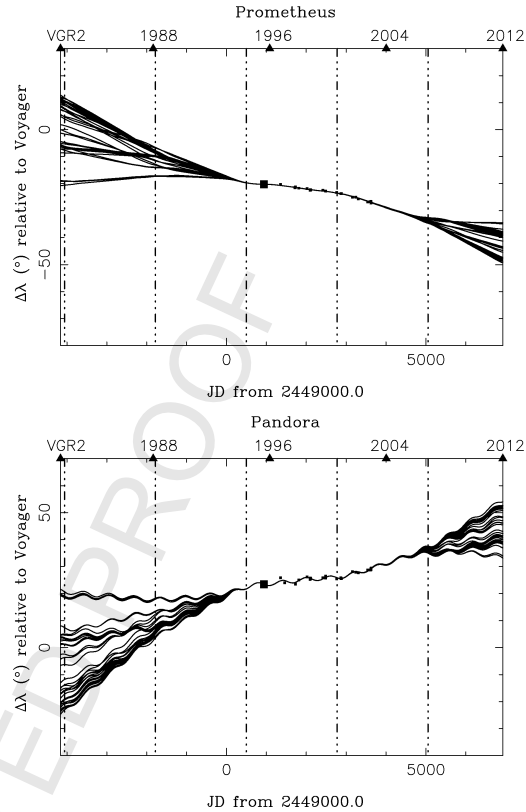 Prometheus
VGR2 1988 1996 2004 2012
0
−50
Δλ (°) relative to Voyager
0 5000
JD from 2449000.0
Pandora
VGR2 1988 1996 2004 2012
50
0
Δλ (°) relative to Voyager
0 5000
JD from 2449000.0
ED PROOF